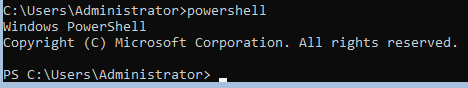 C:\Users\Administrator>powershell
Windows PowerShell
Copyright (C) Microsoft Corporation. All rights reserved.
PS C:\Users\Administrator> _